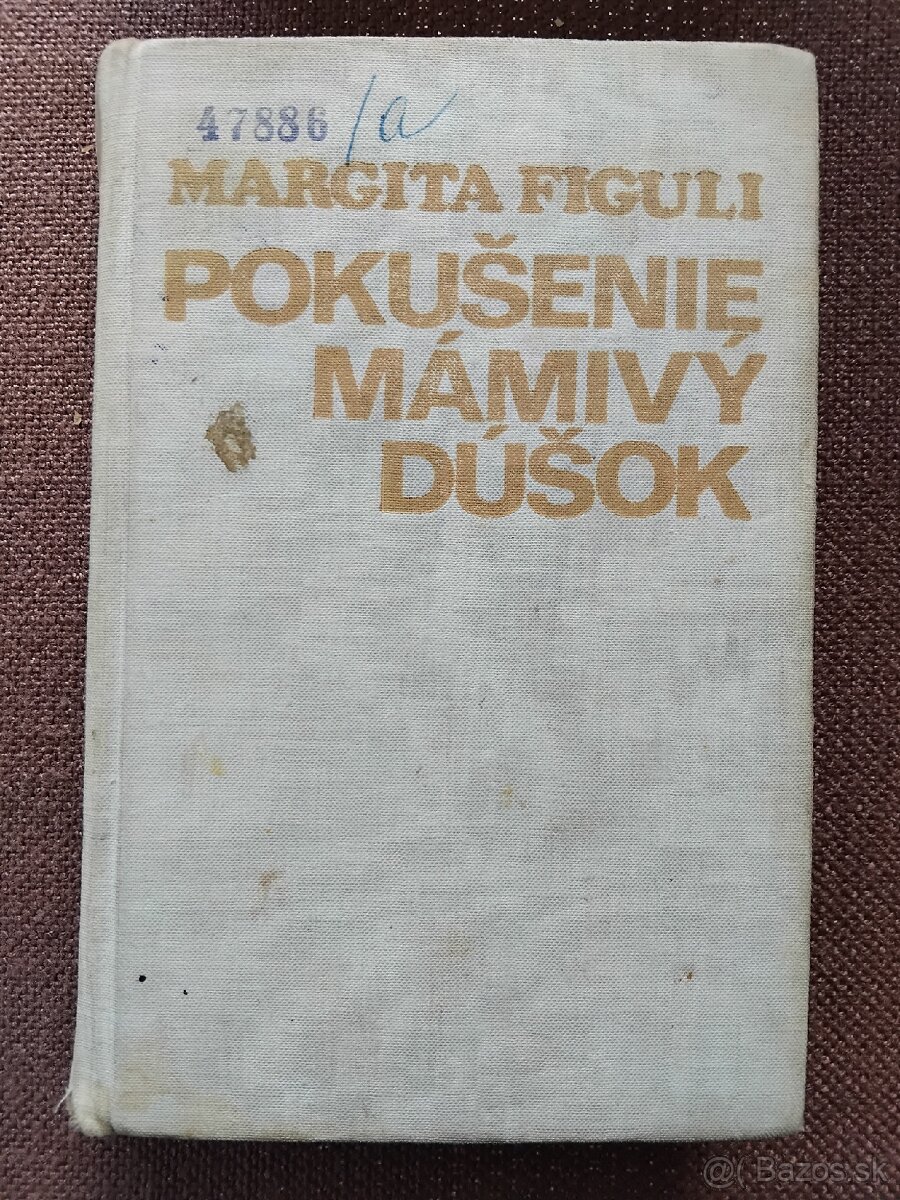 47886 /a
MARGITA FIGULI
POKUŠENIE
MÁMIVÝ
DÚŠOK
@( Bazos.sk